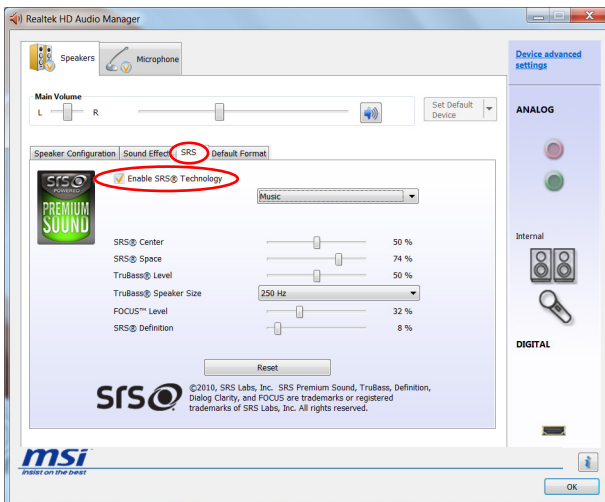 Realtek HD Audio Manager
Speakers
Microphone
Device advanced
settings
Main Volume
L
R
Set Default
Device
ANALOG
Speaker Configuration
Sound Effect
SRS
Default Format
SRS
POWERED
PREMIUM
SOUND
Enable SRS® Technology
Music
SRS® Center
50 %
SRS® Space
74 %
TruBass® Level
50 %
TruBass® Speaker Size
250 Hz
FOCUS™ Level
32 %
SRS® Definition
8 %
Internal
DIGITAL
Reset
SRS
©2010, SRS Labs, Inc. SRS Premium Sound, TruBass, Definition,
Dialog Clarity, and FOCUS are trademarks or registered
trademarks of SRS Labs, Inc. All rights reserved.
msi
insist on the best
i
OK